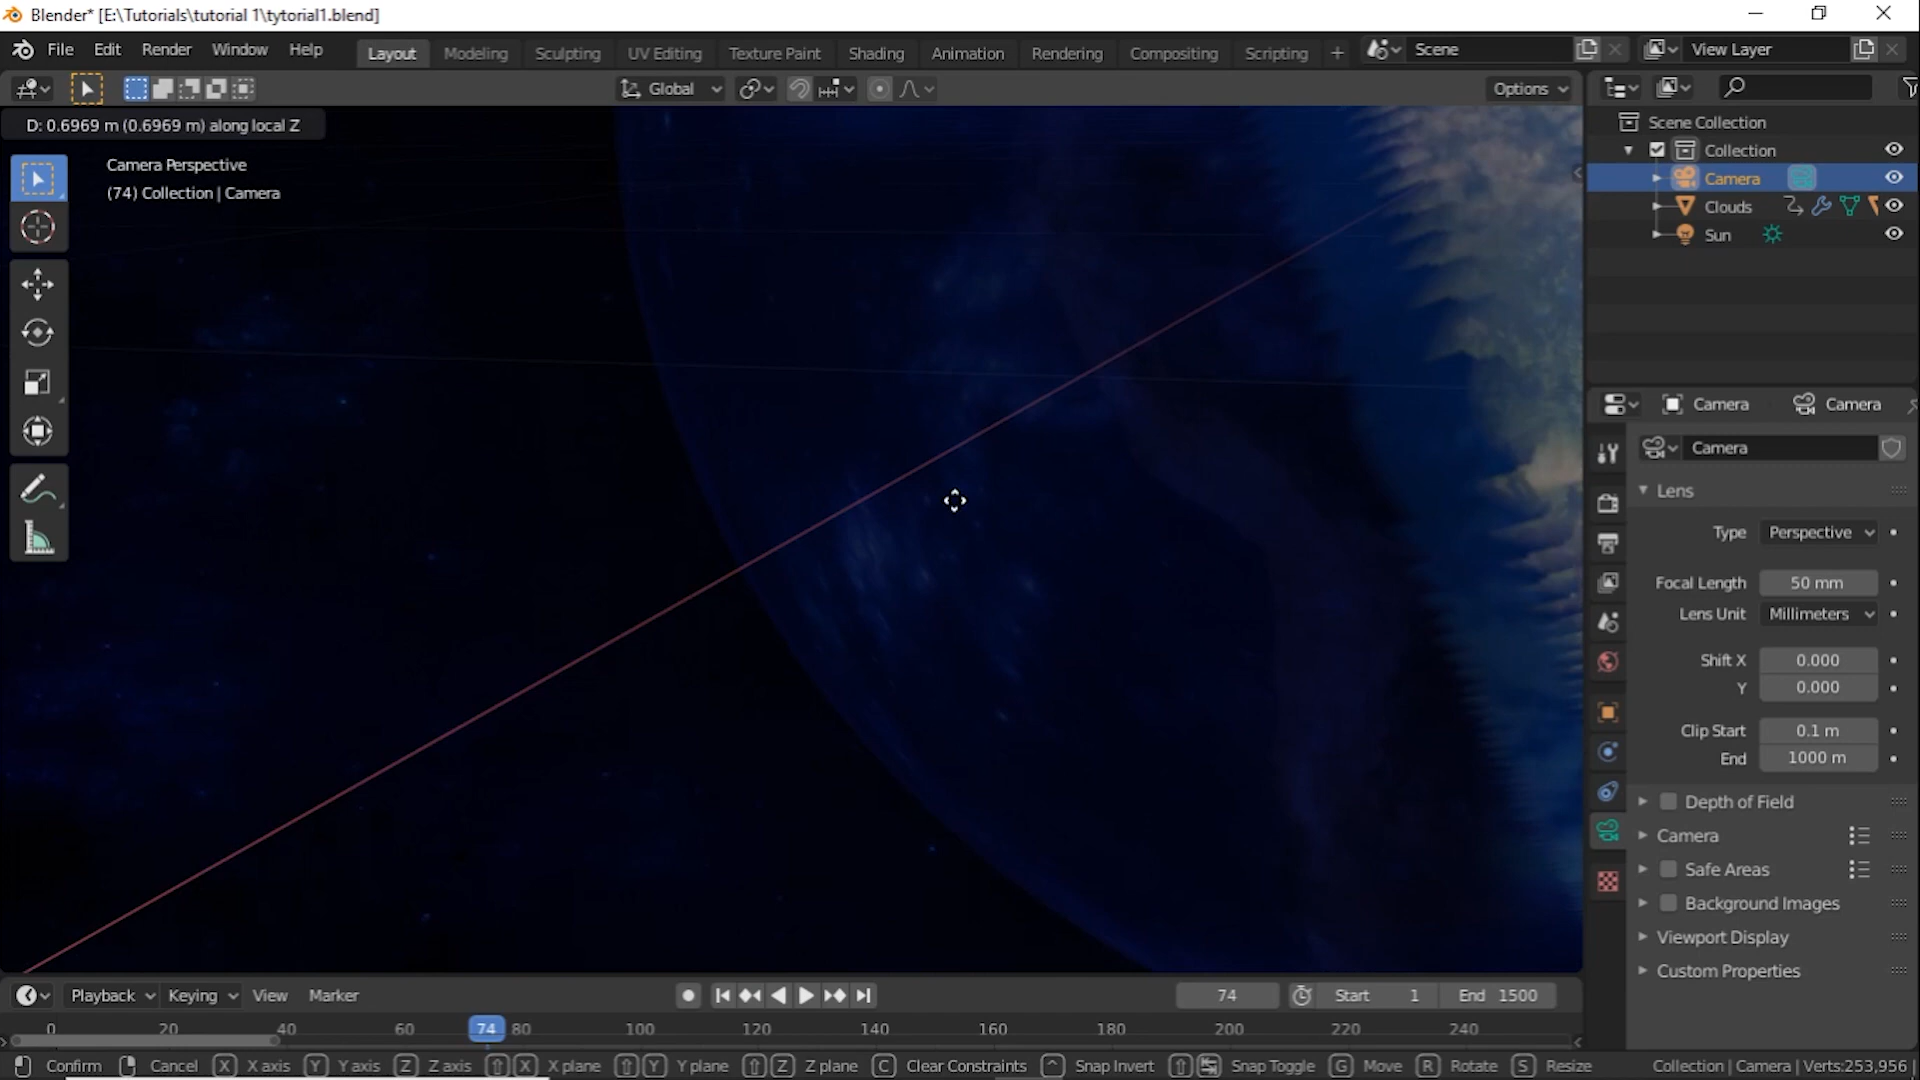 Blender* [E:\Tutorials\tutorial 1\tytorial1.blend]
File Edit Render Window Help Layout Modeling Sculpting UV Editing Texture Paint Shading Animation Rendering Compositing Scripting + Scene View Layer
Global Options
D: 0.6969 m (0.6969 m) along local Z
Camera Perspective
(74) Collection | Camera
Scene Collection
Collection
Camera
Clouds
Sun
Camera Camera
Camera
Lens
Type Perspective
Focal Length 50 mm
Lens Unit Millimeters
Shift X 0.000
Y 0.000
Clip Start 0.1 m
End 1000 m
Depth of Field
Camera
Safe Areas
Background Images
Viewport Display
Custom Properties
Playback Keying View Marker 74 Start 1 End 1500
0 20 40 60 74 80 100 120 140 160 180 200 220 240
Confirm Cancel X X axis Y Y axis Z Z axis X X plane Y Y plane Z Z plane C Clear Constraints Snap Invert Snap Toggle G Move R Rotate S Resize Collection | Camera | Verts:253,956